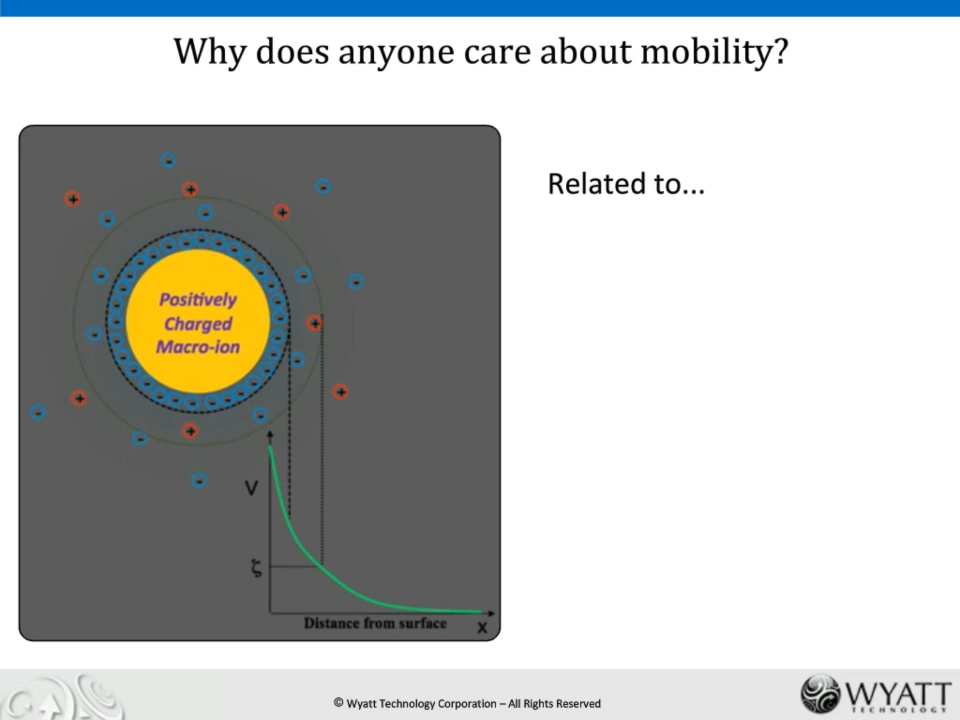 Why does anyone care about mobility?
Related to...
Positively
Charged
Macro-ion
V
ζ
Distance from surface
X
© Wyatt Technology Corporation – All Rights Reserved
WYATT
TECHNOLOGY